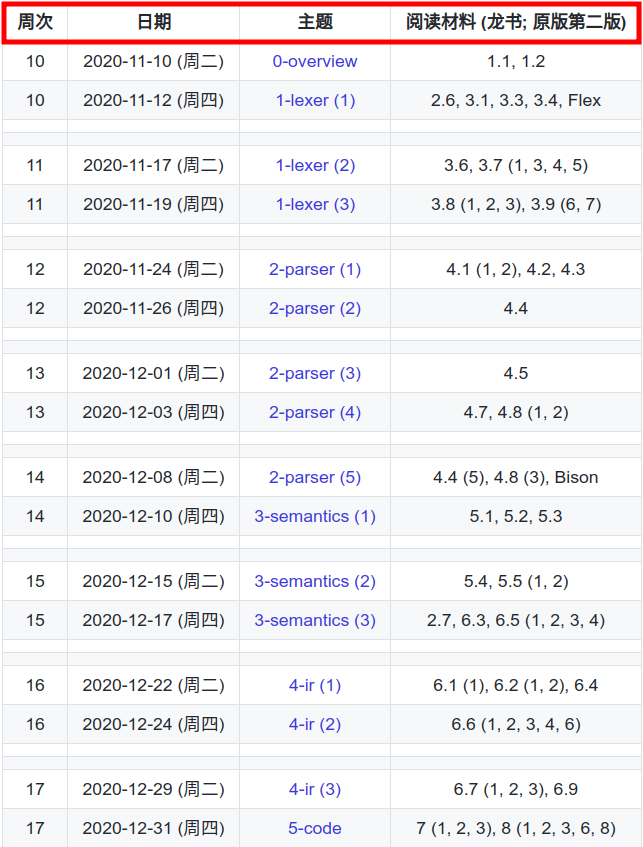 周次 日期 主题 阅读材料 (龙书; 原版第二版)
10 2020-11-10 (周二) 0-overview 1.1, 1.2
10 2020-11-12 (周四) 1-lexer (1) 2.6, 3.1, 3.3, 3.4, Flex
11 2020-11-17 (周二) 1-lexer (2) 3.6, 3.7 (1, 3, 4, 5)
11 2020-11-19 (周四) 1-lexer (3) 3.8 (1, 2, 3), 3.9 (6, 7)
12 2020-11-24 (周二) 2-parser (1) 4.1 (1, 2), 4.2, 4.3
12 2020-11-26 (周四) 2-parser (2) 4.4
13 2020-12-01 (周二) 2-parser (3) 4.5
13 2020-12-03 (周四) 2-parser (4) 4.7, 4.8 (1, 2)
14 2020-12-08 (周二) 2-parser (5) 4.4 (5), 4.8 (3), Bison
14 2020-12-10 (周四) 3-semantics (1) 5.1, 5.2, 5.3
15 2020-12-15 (周二) 3-semantics (2) 5.4, 5.5 (1, 2)
15 2020-12-17 (周四) 3-semantics (3) 2.7, 6.3, 6.5 (1, 2, 3, 4)
16 2020-12-22 (周二) 4-ir (1) 6.1 (1), 6.2 (1, 2), 6.4
16 2020-12-24 (周四) 4-ir (2) 6.6 (1, 2, 3, 4, 6)
17 2020-12-29 (周二) 4-ir (3) 6.7 (1, 2, 3), 6.9
17 2020-12-31 (周四) 5-code 7 (1, 2, 3), 8 (1, 2, 3, 6, 8)